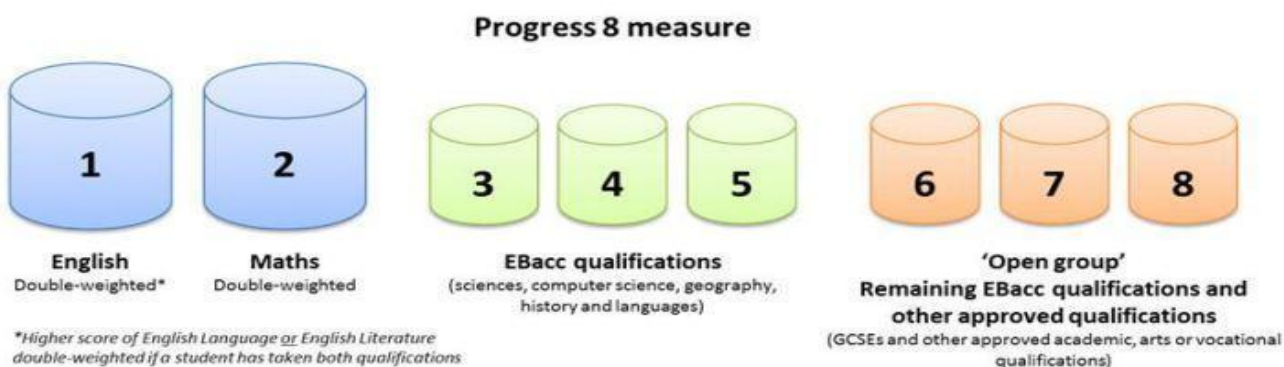 Progress 8 measure
1
2
3
4
5
6
7
8
English
Double-weighted*
Maths
Double-weighted
EBacc qualifications
(sciences, computer science, geography,
history and languages)
‘Open group’
Remaining EBacc qualifications and
other approved qualifications
(GCSEs and other approved academic, arts or vocational
qualifications)
*Higher score of English Language or English Literature
double-weighted if a student has taken both qualifications